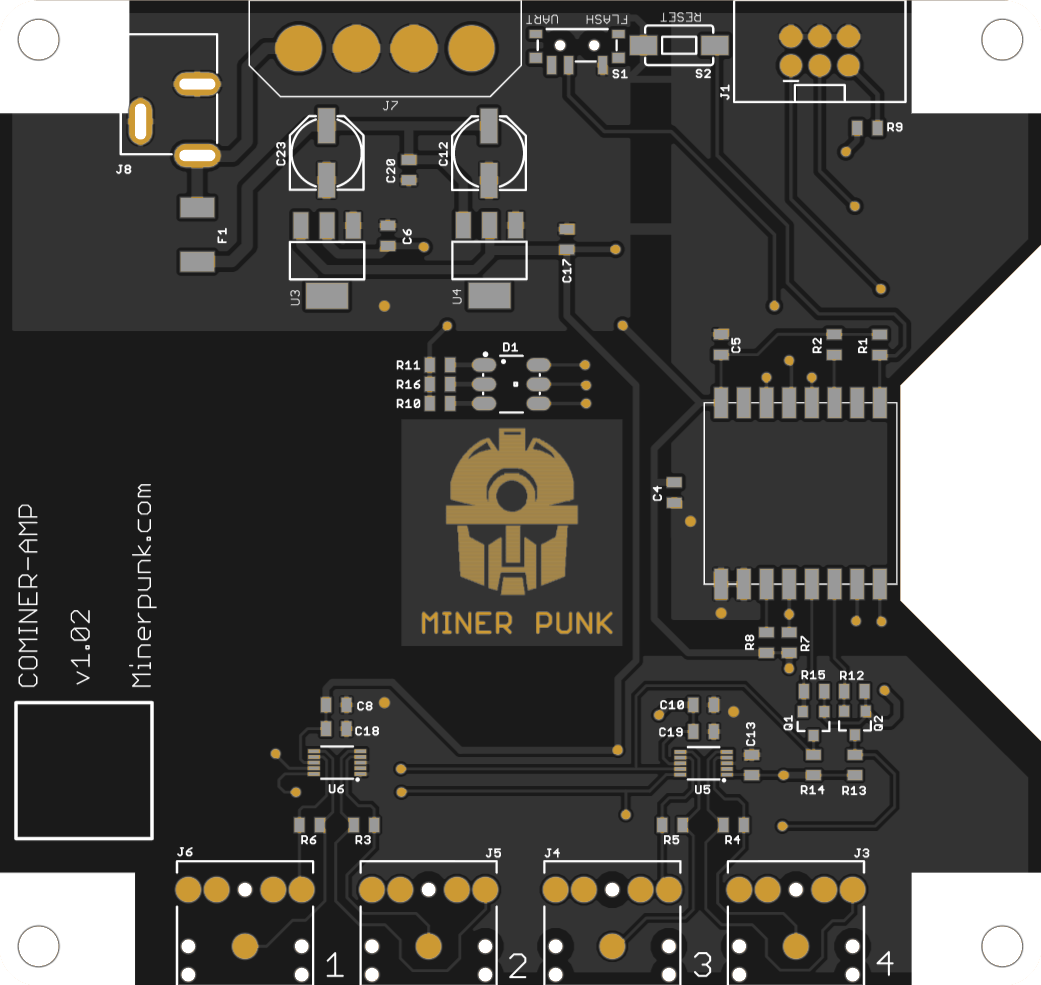 UART FLASH RESET
S1 S2
J1
J7
R9
J8
C23 C20 C12
F1 C6 C17
U3 U4
D1
C5 R2 R1
R11
R16
R10
C4
COMINER-AMP
v1.02
Minerpunk.com
MINER PUNK
R8 R7
R15 R12
C8 C10
Q1 Q2
C18 C19 C13
U6 U5 R14 R13
R6 R3 R5 R4
J6 J5 J4 J3
1 2 3 4